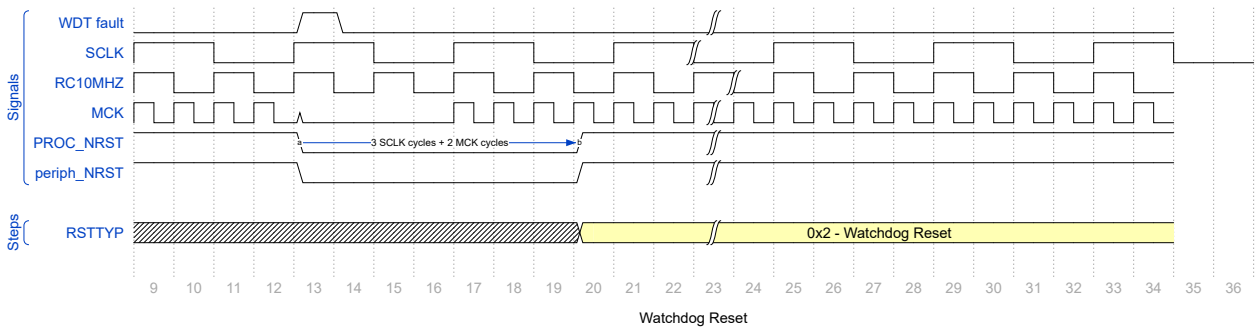 Signals
WDT fault
SCLK
RC10MHZ
MCK
PROC_NRST
a 3 SCLK cycles + 2 MCK cycles b
periph_NRST
Steps
RSTTYP
0x2 - Watchdog Reset
9 10 11 12 13 14 15 16 17 18 19 20 21 22 23 24 25 26 27 28 29 30 31 32 33 34 35 36
Watchdog Reset